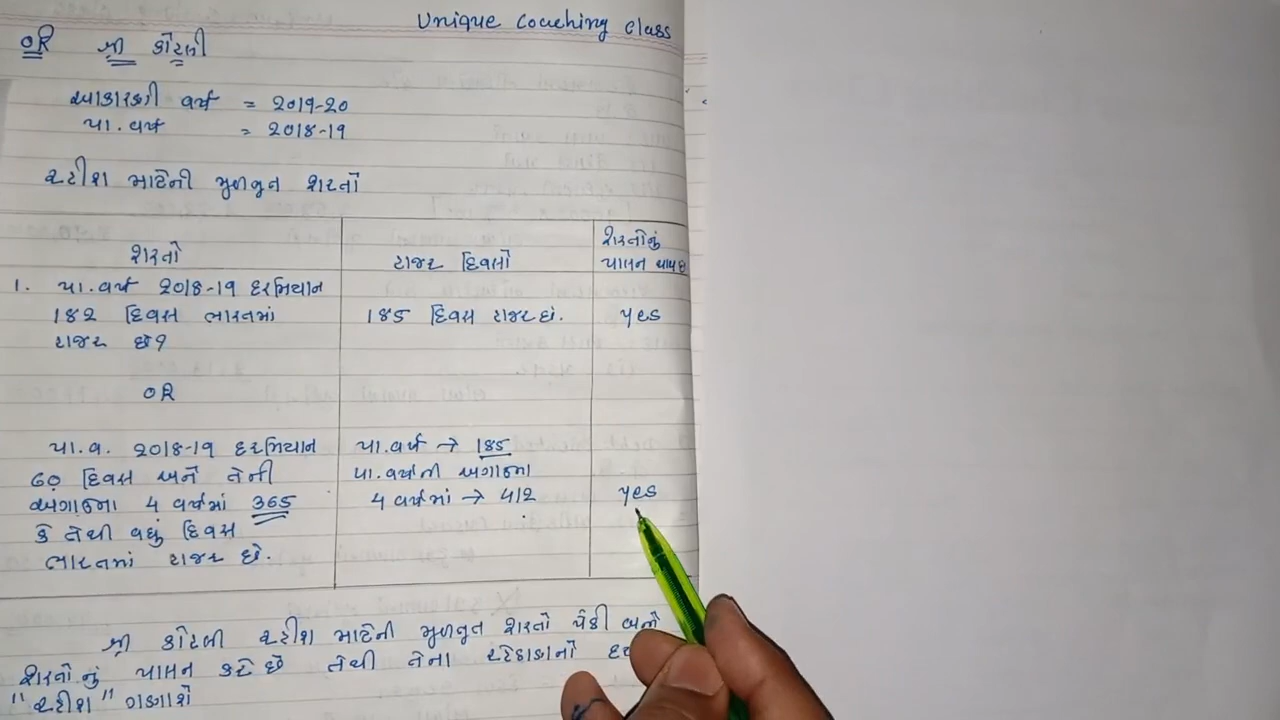 Unique Coaching Class
OR શ્રી કોટલી
આકારણી વર્ષ = 2019-20
પા. વર્ષ = 2018-19
રહીશ માટેની મુળભૂત શરતો
શરતો
હાજર દિવસો
શરતોનું
પાલન થાય છે
1. પા. વર્ષ 2018-19 દરમિયાન
182 દિવસ ભારતમાં
હાજર છે?
185 દિવસ હાજર છે.
yes
OR
પા. વ. 2018-19 દરમિયાન
60 દિવસ અને તેની
અગાઉના 4 વર્ષમાં 365
કે તેથી વધું દિવસ
ભારતમાં હાજર છે.
પા. વર્ષ → 185
પા. વર્ષની અગાઉના
4 વર્ષમાં → 412
yes
શ્રી કોટલી રહીશ માટેની મુળભૂત શરતો પૈકી બન્ને
શરતોનું પાલન કરે છે તેથી તેના રહેઠાણનો
"રહીશ" ગણાશે